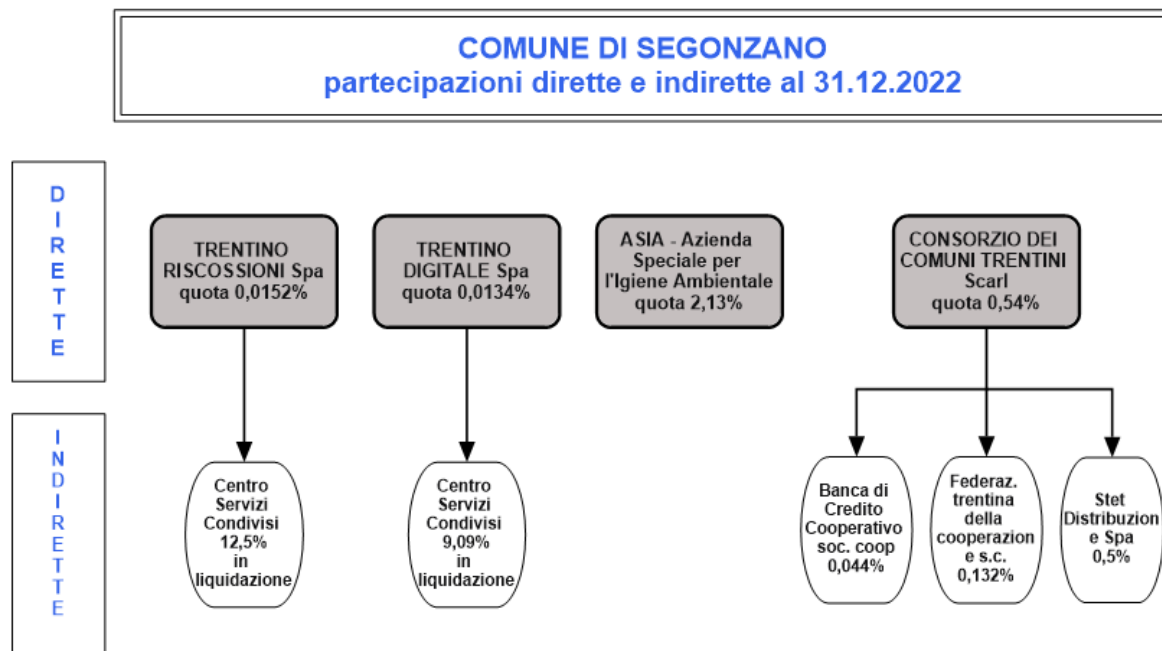 COMUNE DI SEGONZANO
partecipazioni dirette e indirette al 31.12.2022
DIRETTE
TRENTINO
RISCOSSIONI Spa
quota 0,0152%
TRENTINO
DIGITALE Spa
quota 0,0134%
ASIA - Azienda
Speciale per
l'Igiene Ambientale
quota 2,13%
CONSORZIO DEI
COMUNI TRENTINI
Scarl
quota 0,54%
INDIRETTE
Centro
Servizi
Condivisi
12,5%
in
liquidazione
Centro
Servizi
Condivisi
9,09%
in
liquidazione
Banca di
Credito
Cooperativo
soc. coop
0,044%
Federaz.
trentina
della
cooperazion
e s.c.
0,132%
Stet
Distribuzion
e Spa
0,5%